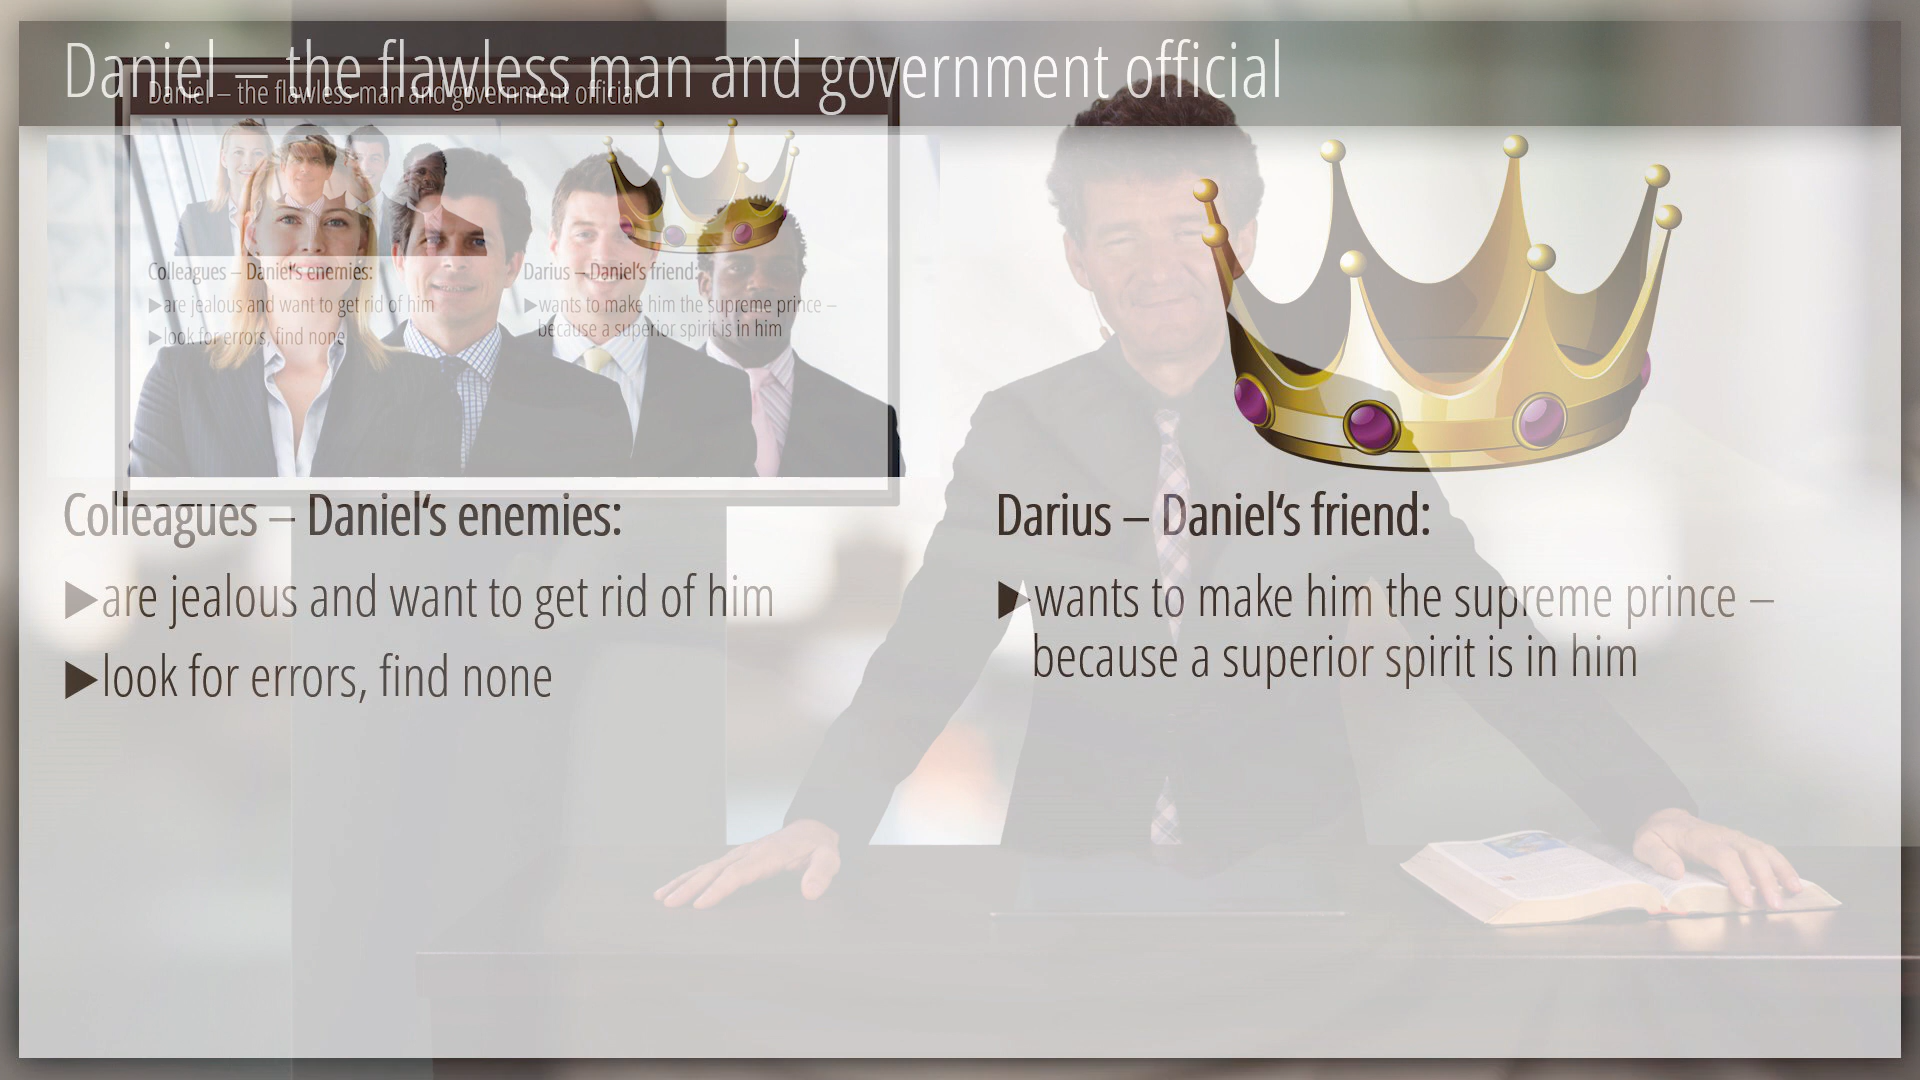 Daniel – the flawless man and government official
Daniel – the flawless man and government official
Colleagues – Daniel's enemies:
▶are jealous and want to get rid of him
▶look for errors, find none
Darius – Daniel's friend:
▶wants to make him the supreme prince –
because a superior spirit is in him
Colleagues – Daniel‘s enemies:
▶are jealous and want to get rid of him
▶look for errors, find none
Darius – Daniel‘s friend:
▶wants to make him the supreme prince –
because a superior spirit is in him